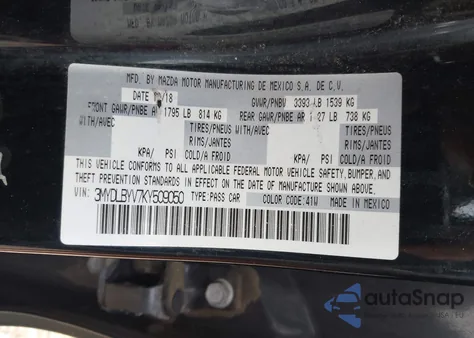 MFD. BY MAZDA MOTOR MANUFACTURING DE MEXICO S.A. DE C.V.
DATE /18 GVWR/PNBV 3393 LB 1539 KG
FRONT GAWR/PNBE AV 1795 LB 814 KG REAR GAWR/PNBE AR 27 LB 738 KG
WITH/AVEC TIRES/PNEUS WITH/AVEC TIRES/PNEUS
RIMS/JANTES RIMS/JANTES
KPA/ PSI COLD/A FROID KPA/ PSI COLD/A FROID
THIS VEHICLE CONFORMS TO ALL APPLICABLE FEDERAL MOTOR VEHICLE SAFETY, BUMPER, AND
THEFT PREVENTION STANDARDS IN EFFECT ON THE DATE OF MANUFACTURE SHOWN ABOVE.
VIN: 3MYDLBYV7KY509050 TYPE:PASS CAR COLOR CODE:41W MADE IN MEXICO
autoSnap